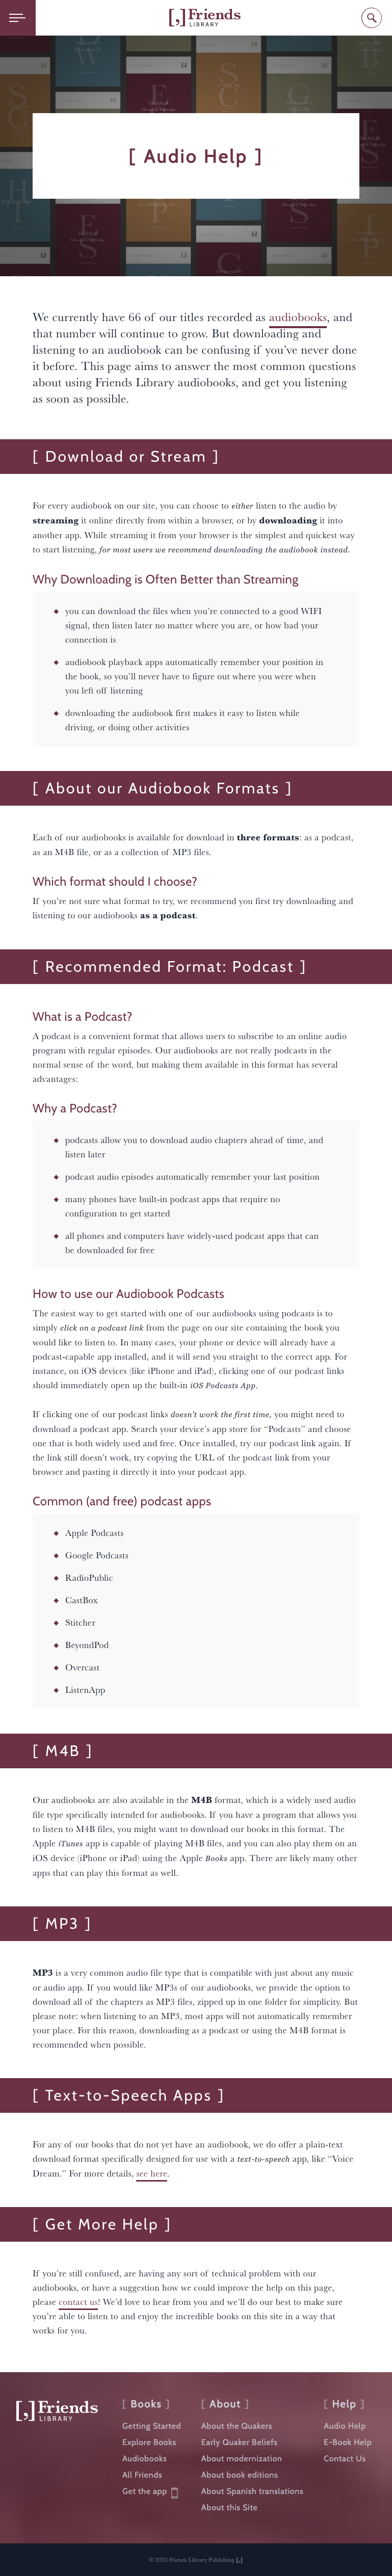 [,] Friends
LIBRARY
[ Audio Help ]
We currently have 66 of our titles recorded as audiobooks, and
that number will continue to grow. But downloading and
listening to an audiobook can be confusing if you’ve never done
it before. This page aims to answer the most common questions
about using Friends Library audiobooks, and get you listening
as soon as possible.
[ Download or Stream ]
For every audiobook on our site, you can choose to either listen to the audio by
streaming it online directly from within a browser, or by downloading it into
another app. While streaming it from your browser is the simplest and quickest way
to start listening, for most users we recommend downloading the audiobook instead.
Why Downloading is Often Better than Streaming
you can download the files when you’re connected to a good WIFI
signal, then listen later no matter where you are, or how bad your
connection is
audiobook playback apps automatically remember your position in
the book, so you’ll never have to figure out where you were when
you left off listening
downloading the audiobook first makes it easy to listen while
driving, or doing other activities
[ About our Audiobook Formats ]
Each of our audiobooks is available for download in three formats: as a podcast,
as an M4B file, or as a collection of MP3 files.
Which format should I choose?
If you’re not sure what format to try, we recommend you first try downloading and
listening to our audiobooks as a podcast.
[ Recommended Format: Podcast ]
What is a Podcast?
A podcast is a convenient format that allows users to subscribe to an online audio
program with regular episodes. Our audiobooks are not really podcasts in the
normal sense of the word, but making them available in this format has several
advantages:
Why a Podcast?
podcasts allow you to download audio chapters ahead of time, and
listen later
podcast audio episodes automatically remember your last position
many phones have built-in podcast apps that require no
configuration to get started
all phones and computers have widely-used podcast apps that can
be downloaded for free
How to use our Audiobook Podcasts
The easiest way to get started with one of our audiobooks using podcasts is to
simply click on a podcast link from the page on our site containing the book you
would like to listen to. In many cases, your phone or device will already have a
podcast-capable app installed, and it will send you straight to the correct app. For
instance, on iOS devices (like iPhone and iPad), clicking one of our podcast links
should immediately open up the built-in iOS Podcasts App.
If clicking one of our podcast links doesn’t work the first time, you might need to
download a podcast app. Search your device’s app store for “Podcasts” and choose
one that is both widely used and free. Once installed, try our podcast link again. If
the link still doesn’t work, try copying the URL of the podcast link from your
browser and pasting it directly into your podcast app.
Common (and free) podcast apps
Apple Podcasts
Google Podcasts
RadioPublic
CastBox
Stitcher
BeyondPod
Overcast
ListenApp
[ M4B ]
Our audiobooks are also available in the M4B format, which is a widely used audio
file type specifically intended for audiobooks. If you have a program that allows you
to listen to M4B files, you might want to download our books in this format. The
Apple iTunes app is capable of playing M4B files, and you can also play them on an
iOS device (iPhone or iPad) using the Apple Books app. There are likely many other
apps that can play this format as well.
[ MP3 ]
MP3 is a very common audio file type that is compatible with just about any music
or audio app. If you would like MP3s of our audiobooks, we provide the option to
download all of the chapters as MP3 files, zipped up in one folder for simplicity. But
please note: when listening to an MP3, most apps will not automatically remember
your place. For this reason, downloading as a podcast or using the M4B format is
recommended when possible.
[ Text-to-Speech Apps ]
For any of our books that do not yet have an audiobook, we do offer a plain-text
download format specifically designed for use with a text-to-speech app, like “Voice
Dream.” For more details, see here.
[ Get More Help ]
If you’re still confused, are having any sort of technical problem with our
audiobooks, or have a suggestion how we could improve the help on this page,
please contact us! We’d love to hear from you and we’ll do our best to make sure
you’re able to listen to and enjoy the incredible books on this site in a way that
works for you.
[,] Friends
LIBRARY
[ Books ]
Getting Started
Explore Books
Audiobooks
All Friends
Get the app
[ About ]
About the Quakers
Early Quaker Beliefs
About modernization
About book editions
About Spanish translations
About this Site
[ Help ]
Audio Help
E-Book Help
Contact Us
© 2023 Friends Library Publishing [,]